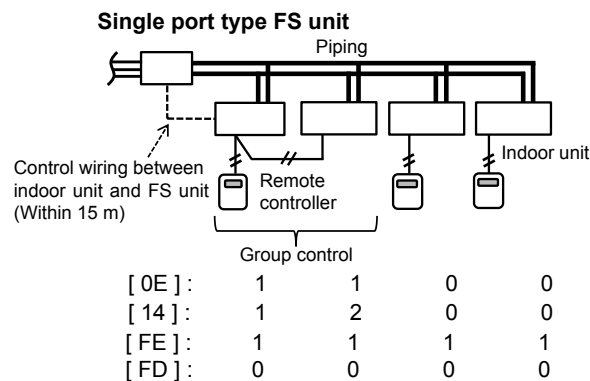 Single port type FS unit
Piping
Indoor unit
Control wiring between
indoor unit and FS unit
(Within 15 m)
Remote
controller
Group control
[ 0E ] : 1 1 0 0
[ 14 ] : 1 2 0 0
[ FE ] : 1 1 1 1
[ FD ] : 0 0 0 0